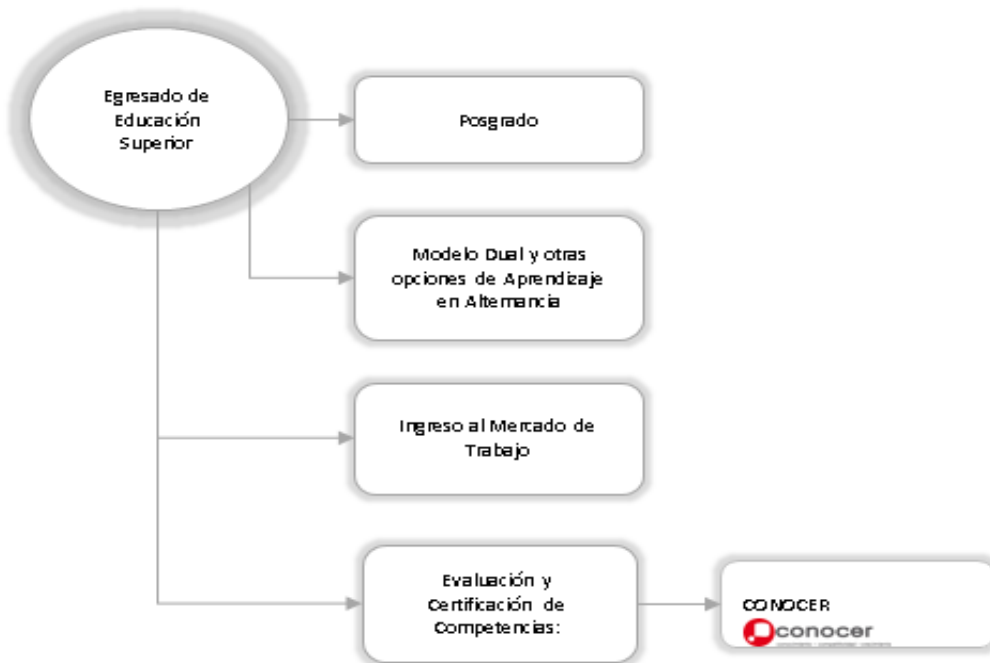 Egresado de
Educación
Superior
Posgrado
Modelo Dual y otras
opciones de Aprendizaje
en Alternancia
Ingreso al Mercado de
Trabajo
Evaluación y
Certificación de
Competencias:
CONOCER
conocer